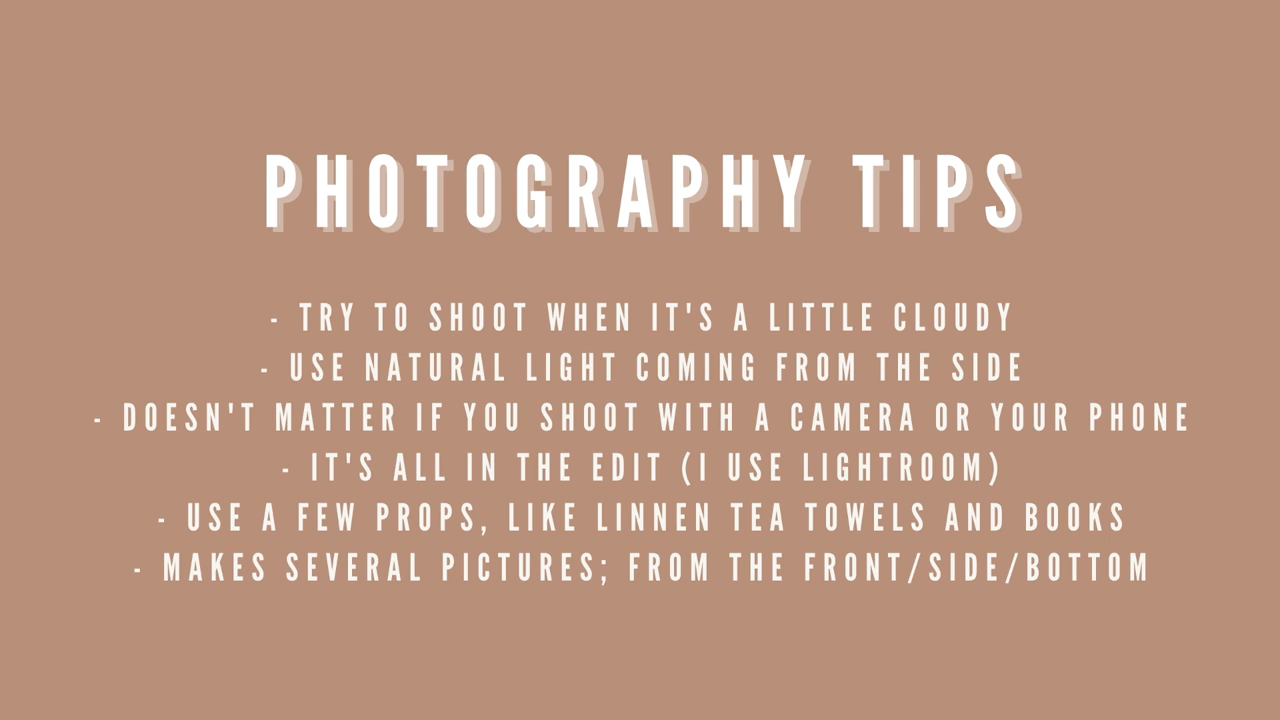 PHOTOGRAPHY TIPS
- TRY TO SHOOT WHEN IT'S A LITTLE CLOUDY
- USE NATURAL LIGHT COMING FROM THE SIDE
- DOESN'T MATTER IF YOU SHOOT WITH A CAMERA OR YOUR PHONE
- IT'S ALL IN THE EDIT (I USE LIGHTROOM)
- USE A FEW PROPS, LIKE LINNEN TEA TOWELS AND BOOKS
- MAKES SEVERAL PICTURES; FROM THE FRONT/SIDE/BOTTOM